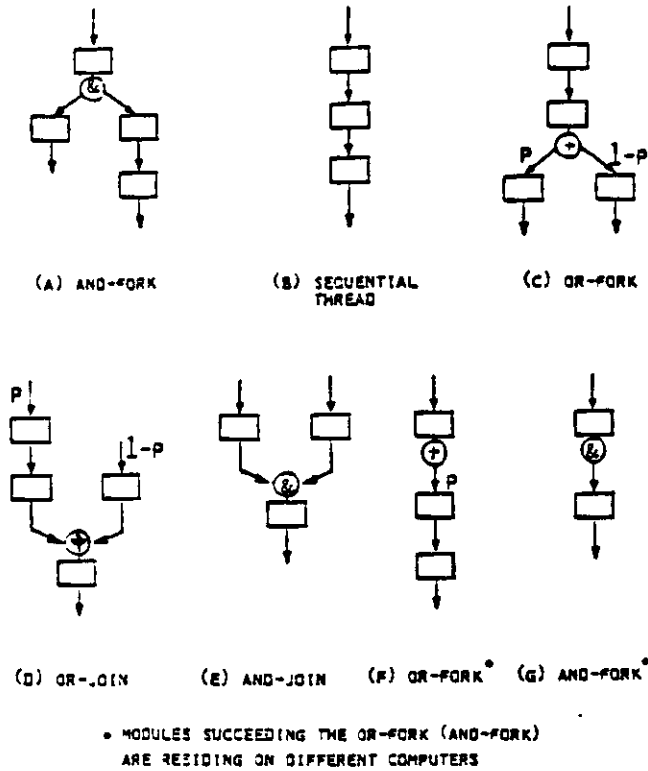 &
+
P 1-P
(A) AND-FORK
(B) SEQUENTIAL
THREAD
(C) OR-FORK
P
1-P
+
&
+
P
&
(D) OR-JOIN
(E) AND-JOIN
(F) OR-FORK*
(G) AND-FORK*
* MODULES SUCCEEDING THE OR-FORK (AND-FORK)
ARE RESIDING ON DIFFERENT COMPUTERS